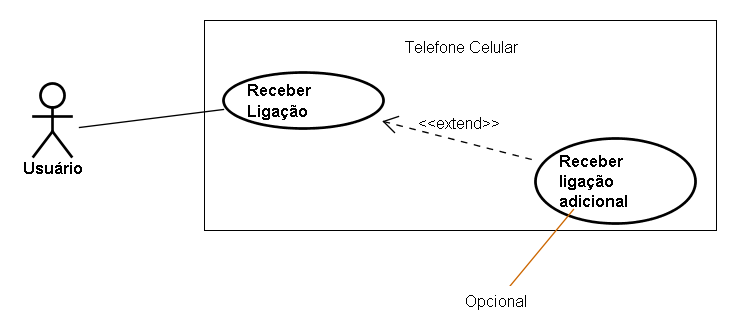 Telefone Celular
Receber
Ligação
<<extend>>
Usuário
Receber
ligação
adicional
Opcional